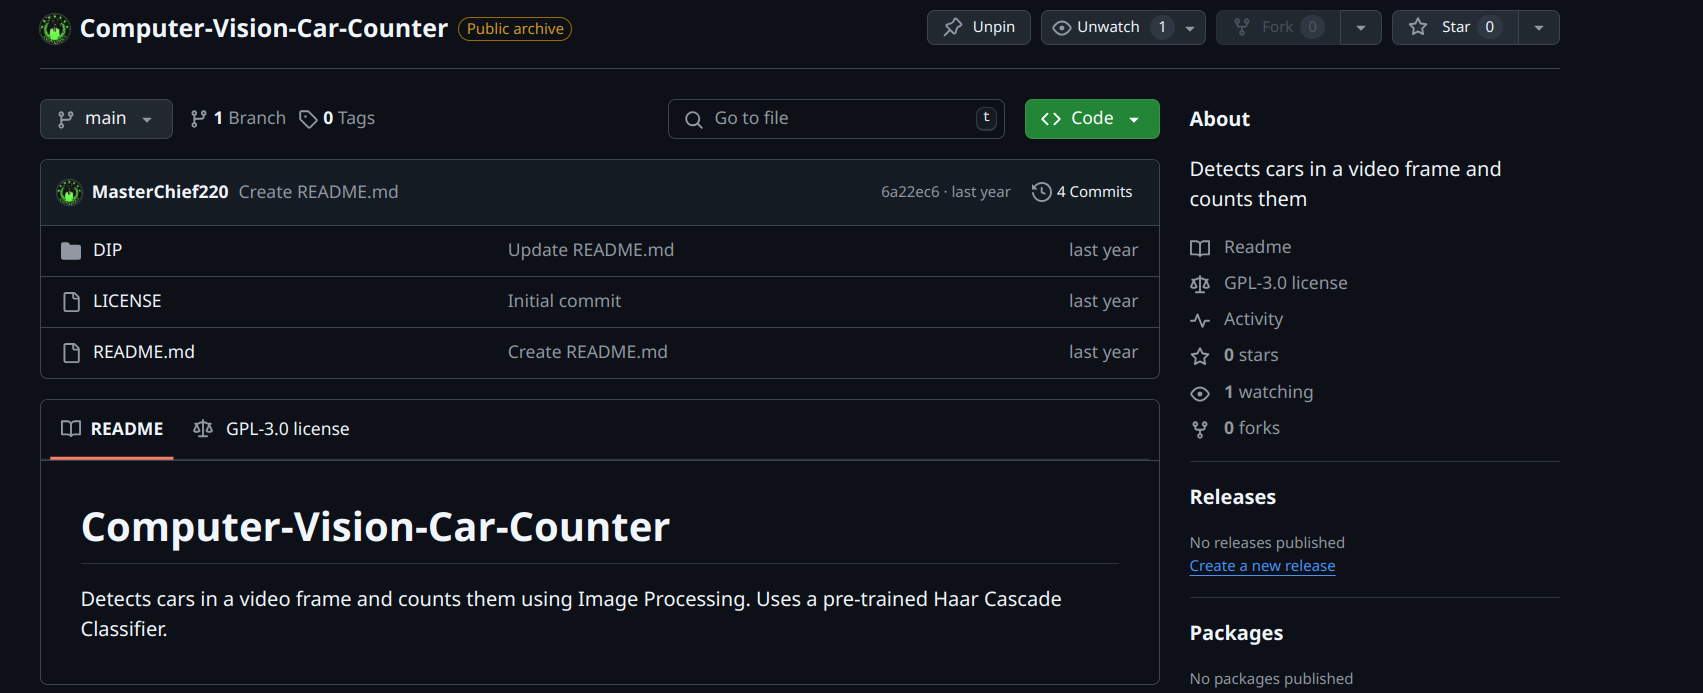 Computer-Vision-Car-Counter Public archive Unpin Unwatch 1 Fork 0 Star 0
main 1 Branch 0 Tags Go to file t Code
MasterChief220 Create README.md 6a22ec6 · last year 4 Commits
DIP Update README.md last year
LICENSE Initial commit last year
README.md Create README.md last year
README GPL-3.0 license
Computer-Vision-Car-Counter
Detects cars in a video frame and counts them using Image Processing. Uses a pre-trained Haar Cascade
Classifier.
About
Detects cars in a video frame and
counts them
Readme
GPL-3.0 license
Activity
0 stars
1 watching
0 forks
Releases
No releases published
Create a new release
Packages
No packages published